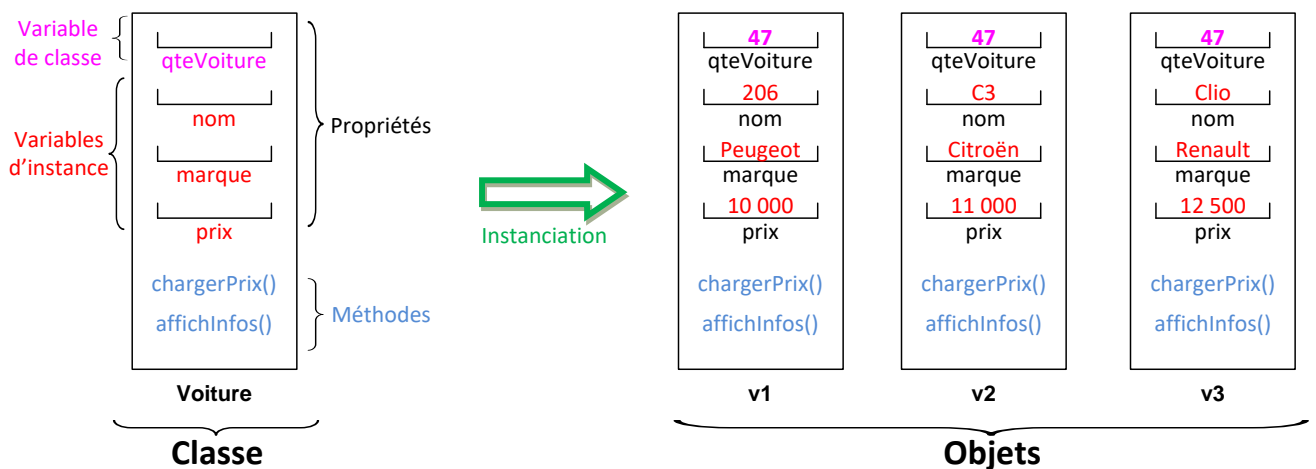 Variable
de classe
qteVoiture
nom
Variables
d'instance
marque
prix
Propriétés
chargerPrix()
affichInfos()
Méthodes
Voiture
Classe
Instanciation
47
qteVoiture
206
nom
Peugeot
marque
10 000
prix
chargerPrix()
affichInfos()
v1
47
qteVoiture
C3
nom
Citroën
marque
11 000
prix
chargerPrix()
affichInfos()
v2
47
qteVoiture
Clio
nom
Renault
marque
12 500
prix
chargerPrix()
affichInfos()
v3
Objets